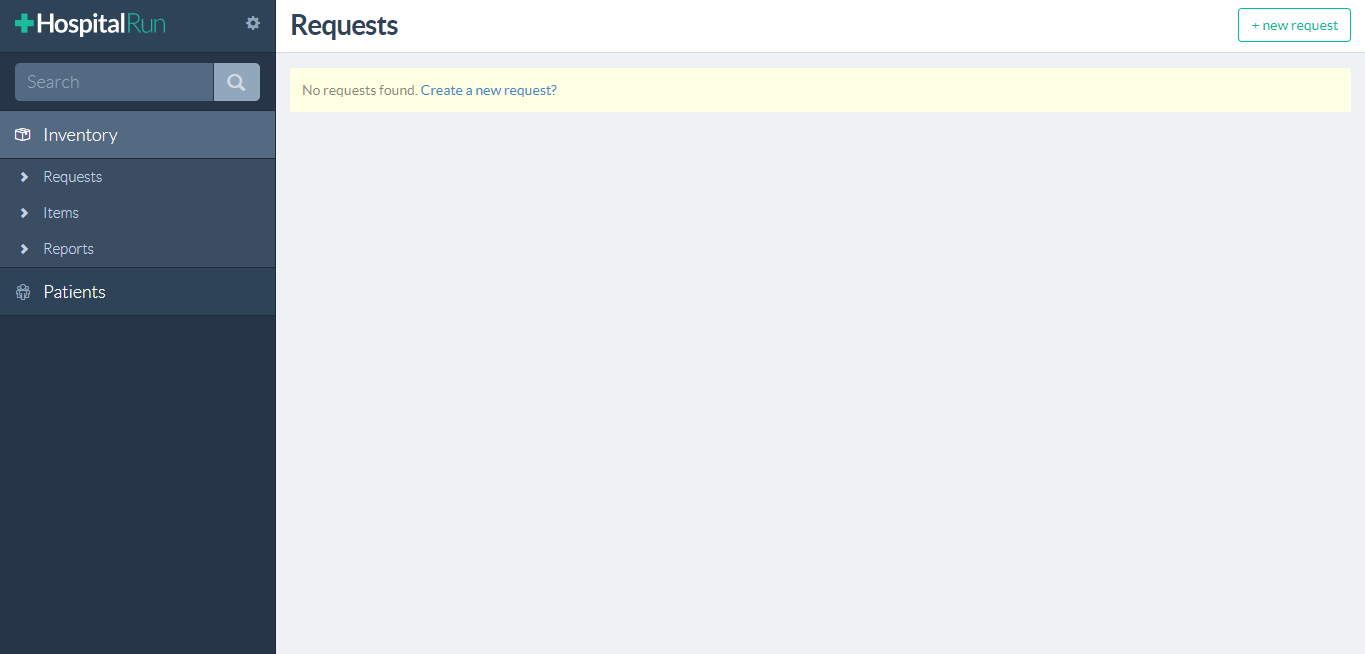 HospitalRun
Requests
+ new request
Search
No requests found. Create a new request?
Inventory
Requests
Items
Reports
Patients